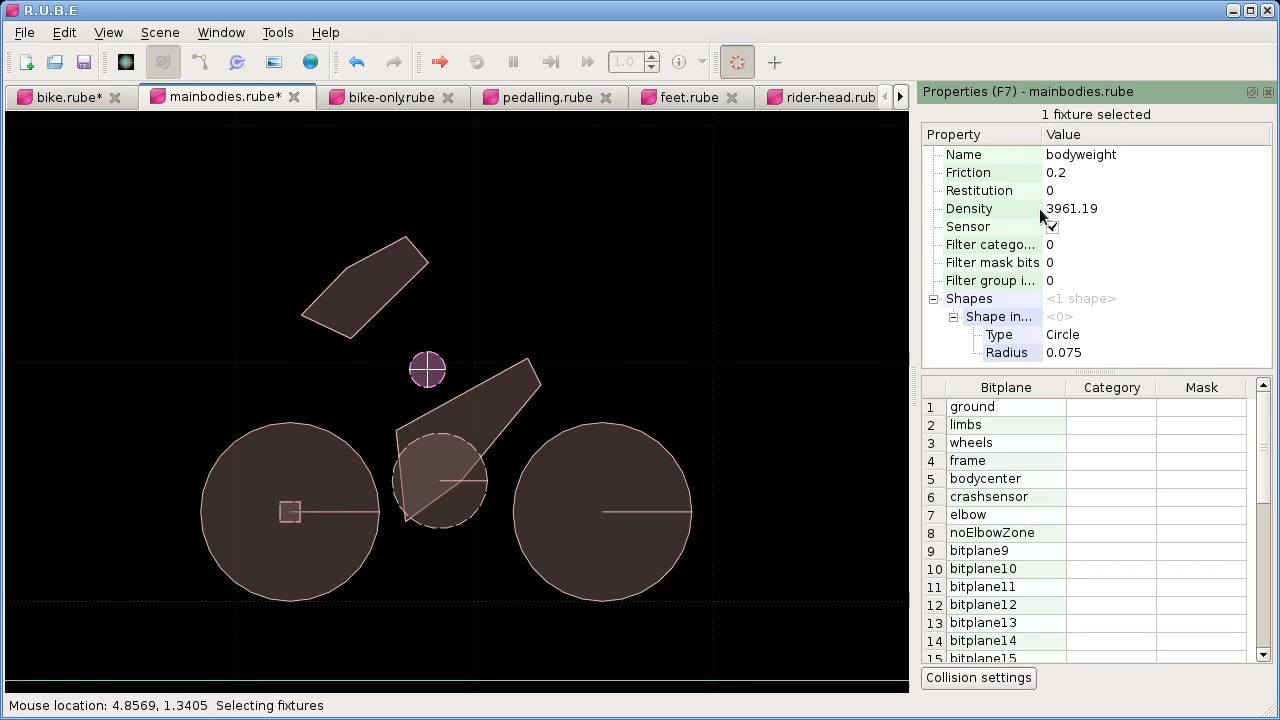 R.U.B.E
File Edit View Scene Window Tools Help
1.0
bike.rube* mainbodies.rube* bike-only.rube pedalling.rube feet.rube rider-head.rub
Properties (F7) - mainbodies.rube
1 fixture selected
Property Value
Name bodyweight
Friction 0.2
Restitution 0
Density 3961.19
Sensor
Filter catego... 0
Filter mask bits 0
Filter group i... 0
Shapes <1 shape>
Shape in... <0>
Type Circle
Radius 0.075
Bitplane Category Mask
1 ground
2 limbs
3 wheels
4 frame
5 bodycenter
6 crashsensor
7 elbow
8 noElbowZone
9 bitplane9
10 bitplane10
11 bitplane11
12 bitplane12
13 bitplane13
14 bitplane14
15 bitplane15
Collision settings
Mouse location: 4.8569, 1.3405 Selecting fixtures